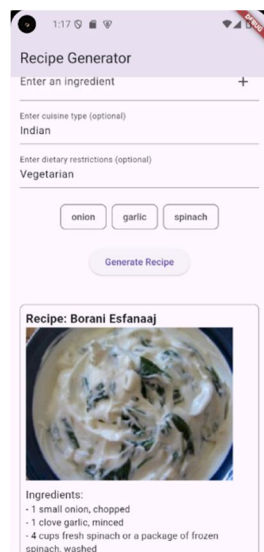 1:17
DEBUG
Recipe Generator
Enter an ingredient +
Enter cuisine type (optional)
Indian
Enter dietary restrictions (optional)
Vegetarian
onion garlic spinach
Generate Recipe
Recipe: Borani Esfanaaj
Ingredients:
- 1 small onion, chopped
- 1 clove garlic, minced
- 4 cups fresh spinach or a package of frozen
spinach, washed